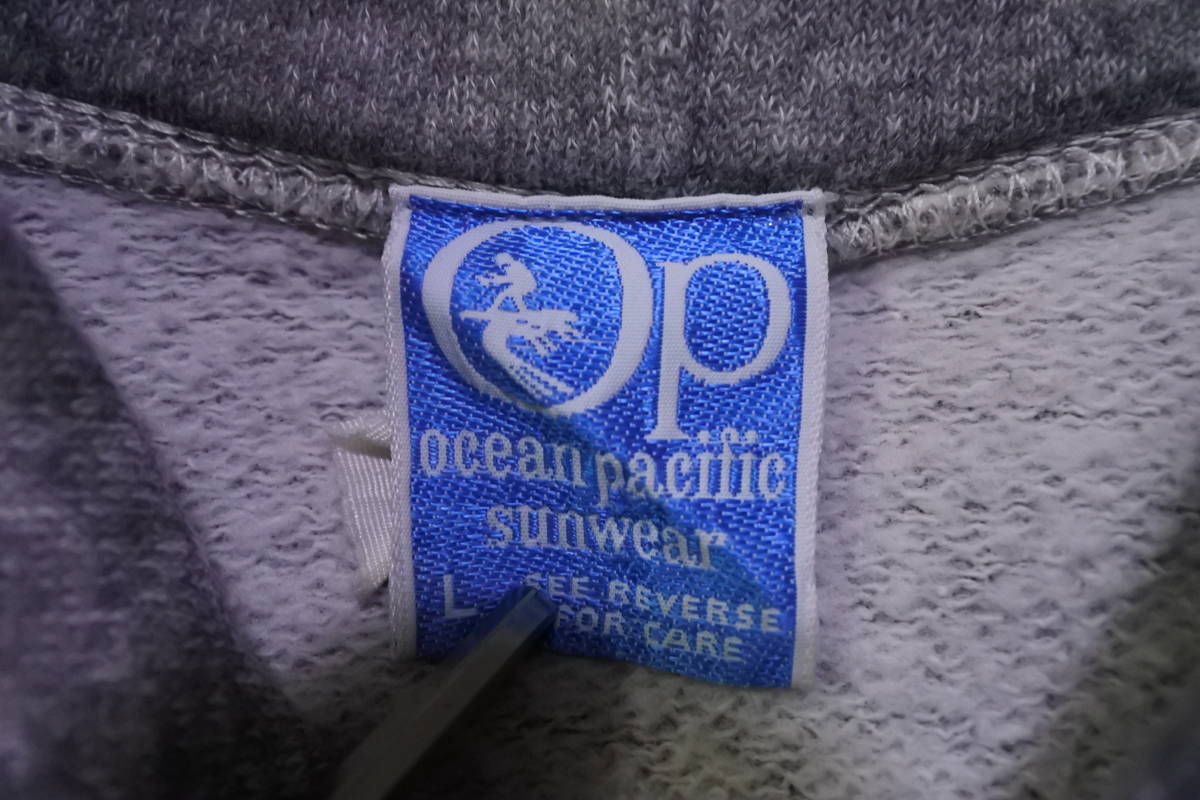 Op
ocean pacific
sunwear
L SEE REVERSE
FOR CARE